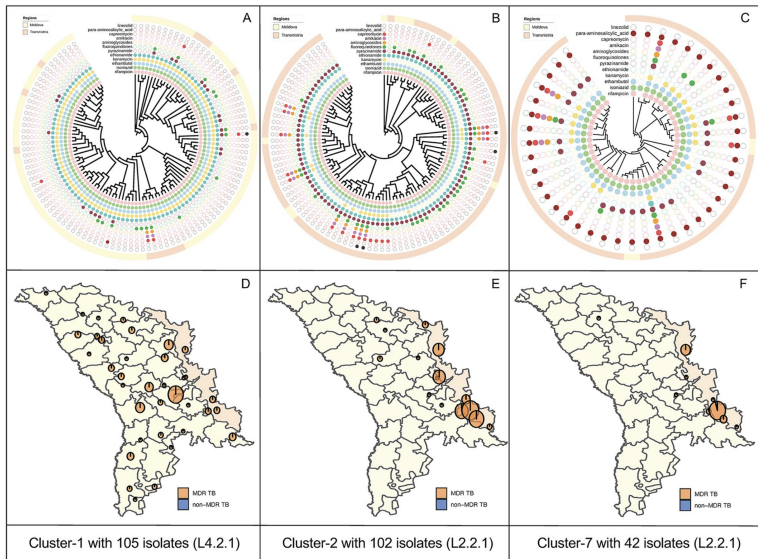 A
Regions
Moldova
Transnistria
linezolid
para-aminosalicylic_acid
capreomycin
amikacin
aminoglycosides
fluoroquinolones
pyrazinamide
ethionamide
kanamycin
ethambutol
isoniazid
rifampicin
B
Regions
Moldova
Transnistria
linezolid
para-aminosalicylic_acid
capreomycin
amikacin
aminoglycosides
fluoroquinolones
pyrazinamide
ethionamide
kanamycin
ethambutol
isoniazid
rifampicin
C
Regions
Moldova
Transnistria
linezolid
para-aminosalicylic_acid
capreomycin
amikacin
aminoglycosides
fluoroquinolones
pyrazinamide
ethionamide
kanamycin
ethambutol
isoniazid
rifampicin
D
MDR TB
non-MDR TB
E
MDR TB
non-MDR TB
F
MDR TB
non-MDR TB
Cluster-1 with 105 isolates (L4.2.1)
Cluster-2 with 102 isolates (L2.2.1)
Cluster-7 with 42 isolates (L2.2.1)